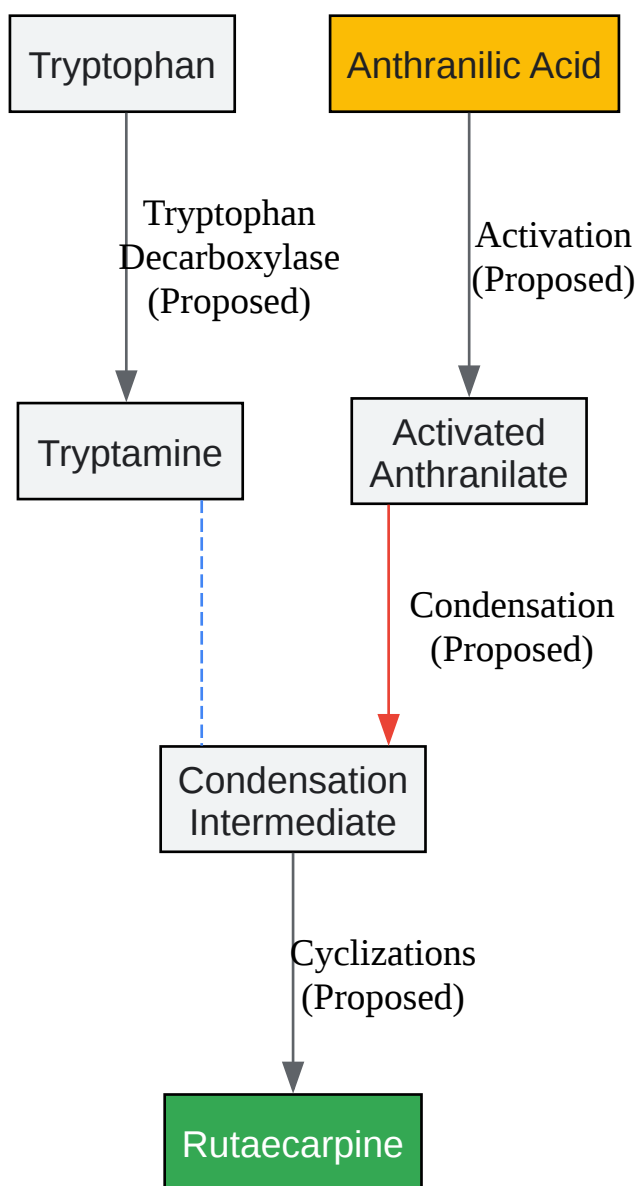 Tryptophan
Anthranilic Acid
Tryptophan
Decarboxylase
(Proposed)
Activation
(Proposed)
Tryptamine
Activated
Anthranilate
Condensation
(Proposed)
Condensation
Intermediate
Cyclizations
(Proposed)
Rutaecarpine